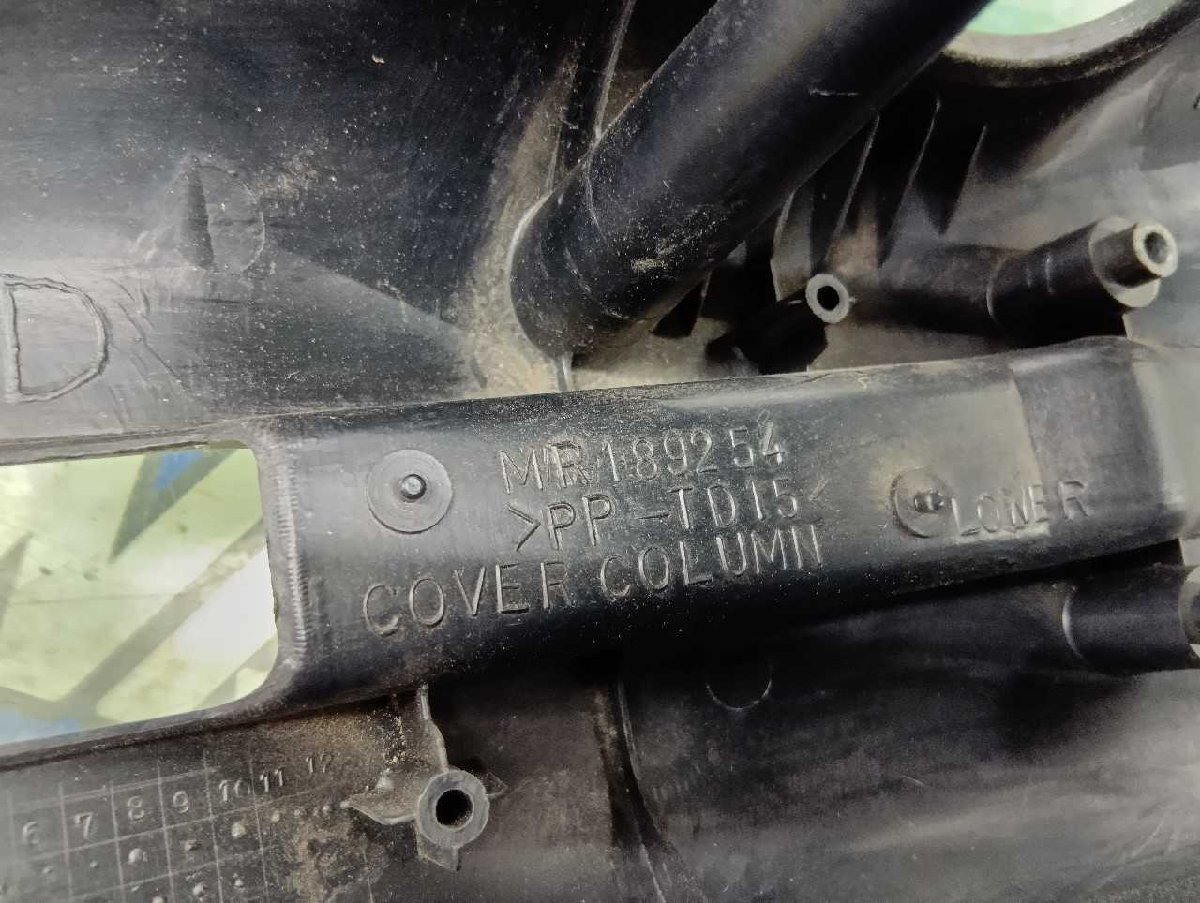 D
MR189254
>PP-TD15<
COVER COLUMN
LOWER
6 7 8 9 10 11 12